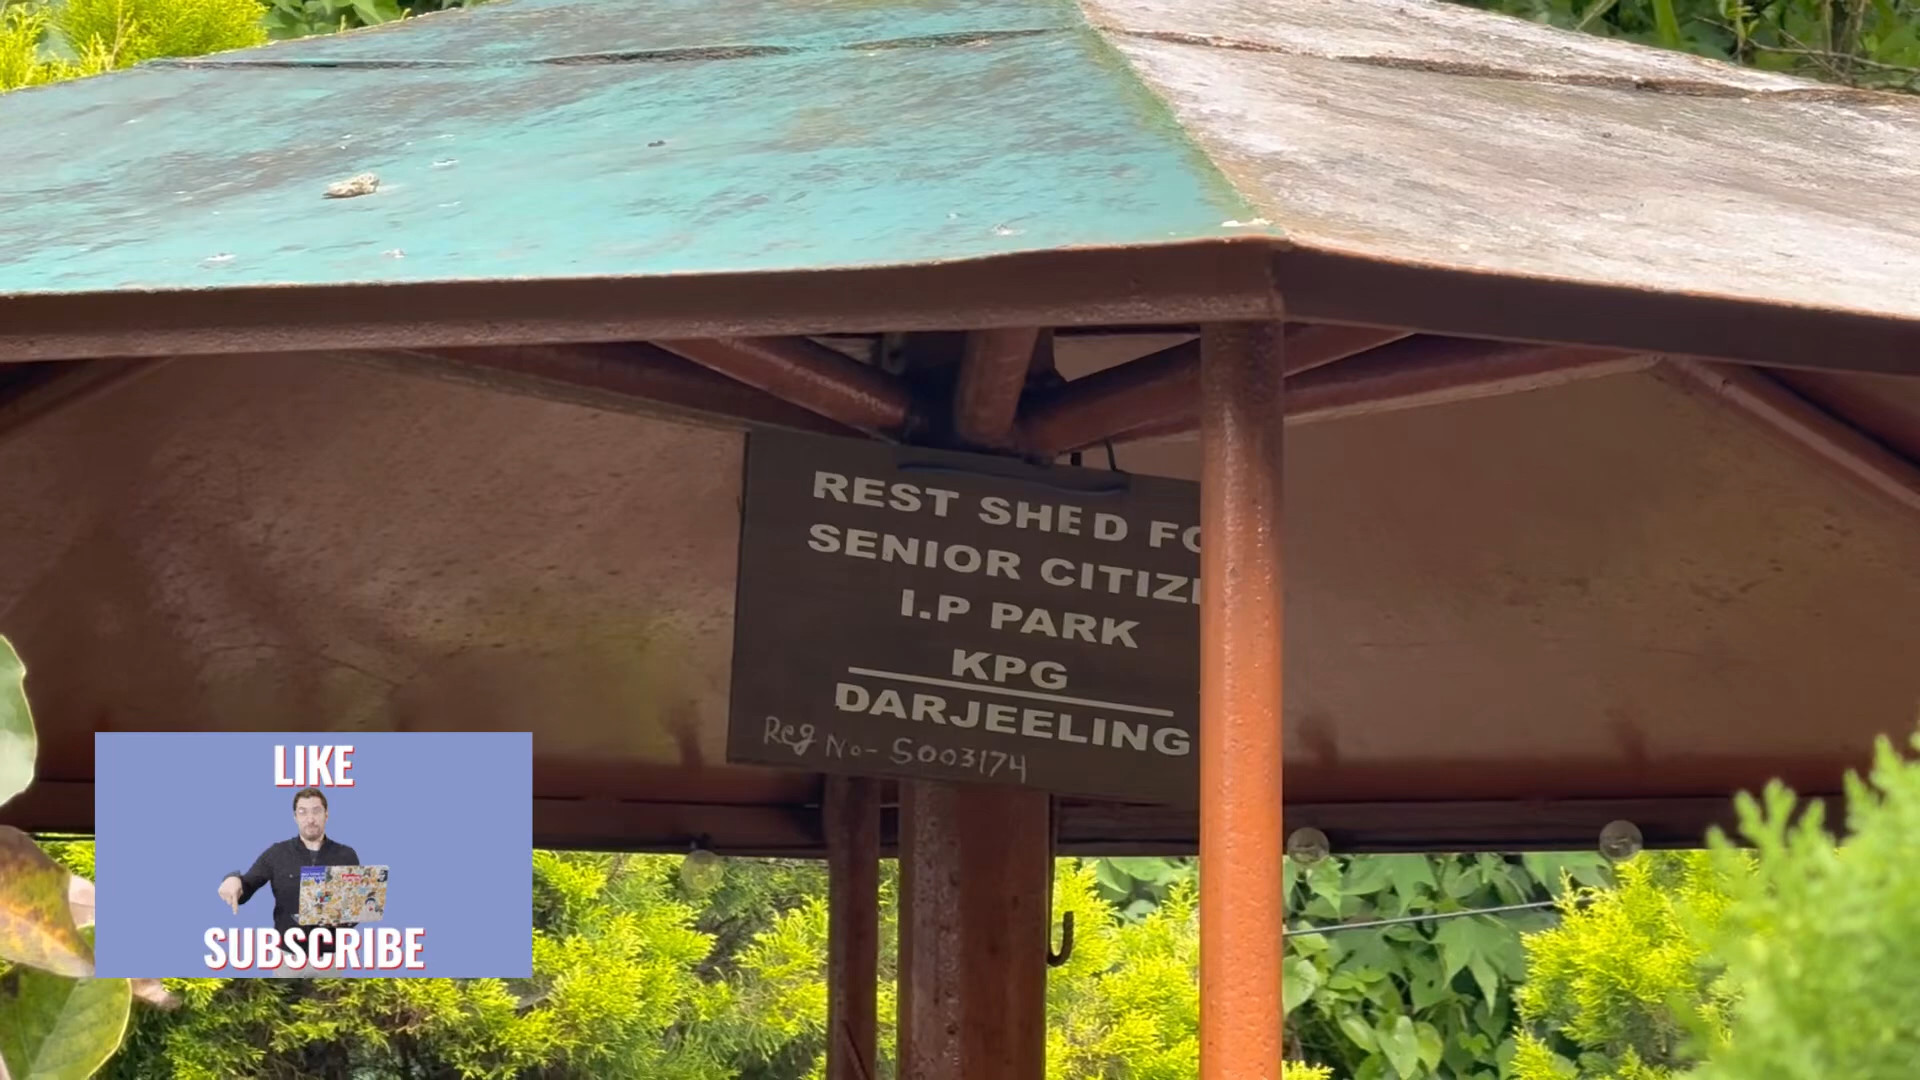 REST SHED FO
SENIOR CITIZ
I.P PARK
KPG
DARJEELING
Reg No- S003174
LIKE
SUBSCRIBE